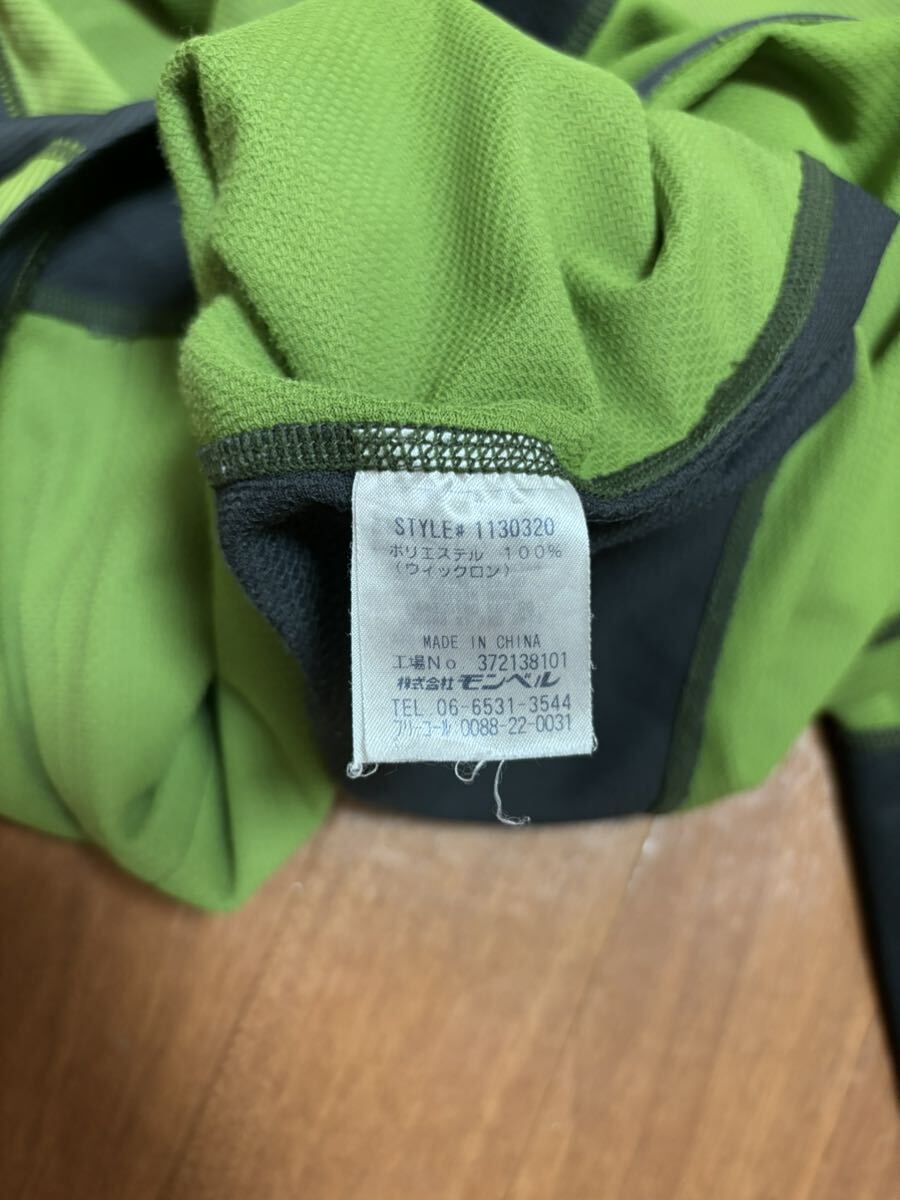 STYLE# 1130320
ポリエステル 100%
(ウィックロン)
MADE IN CHINA
工場No 372138101
株式会社 モンベル
TEL 06-6531-3544
フリーコール 0088-22-0031